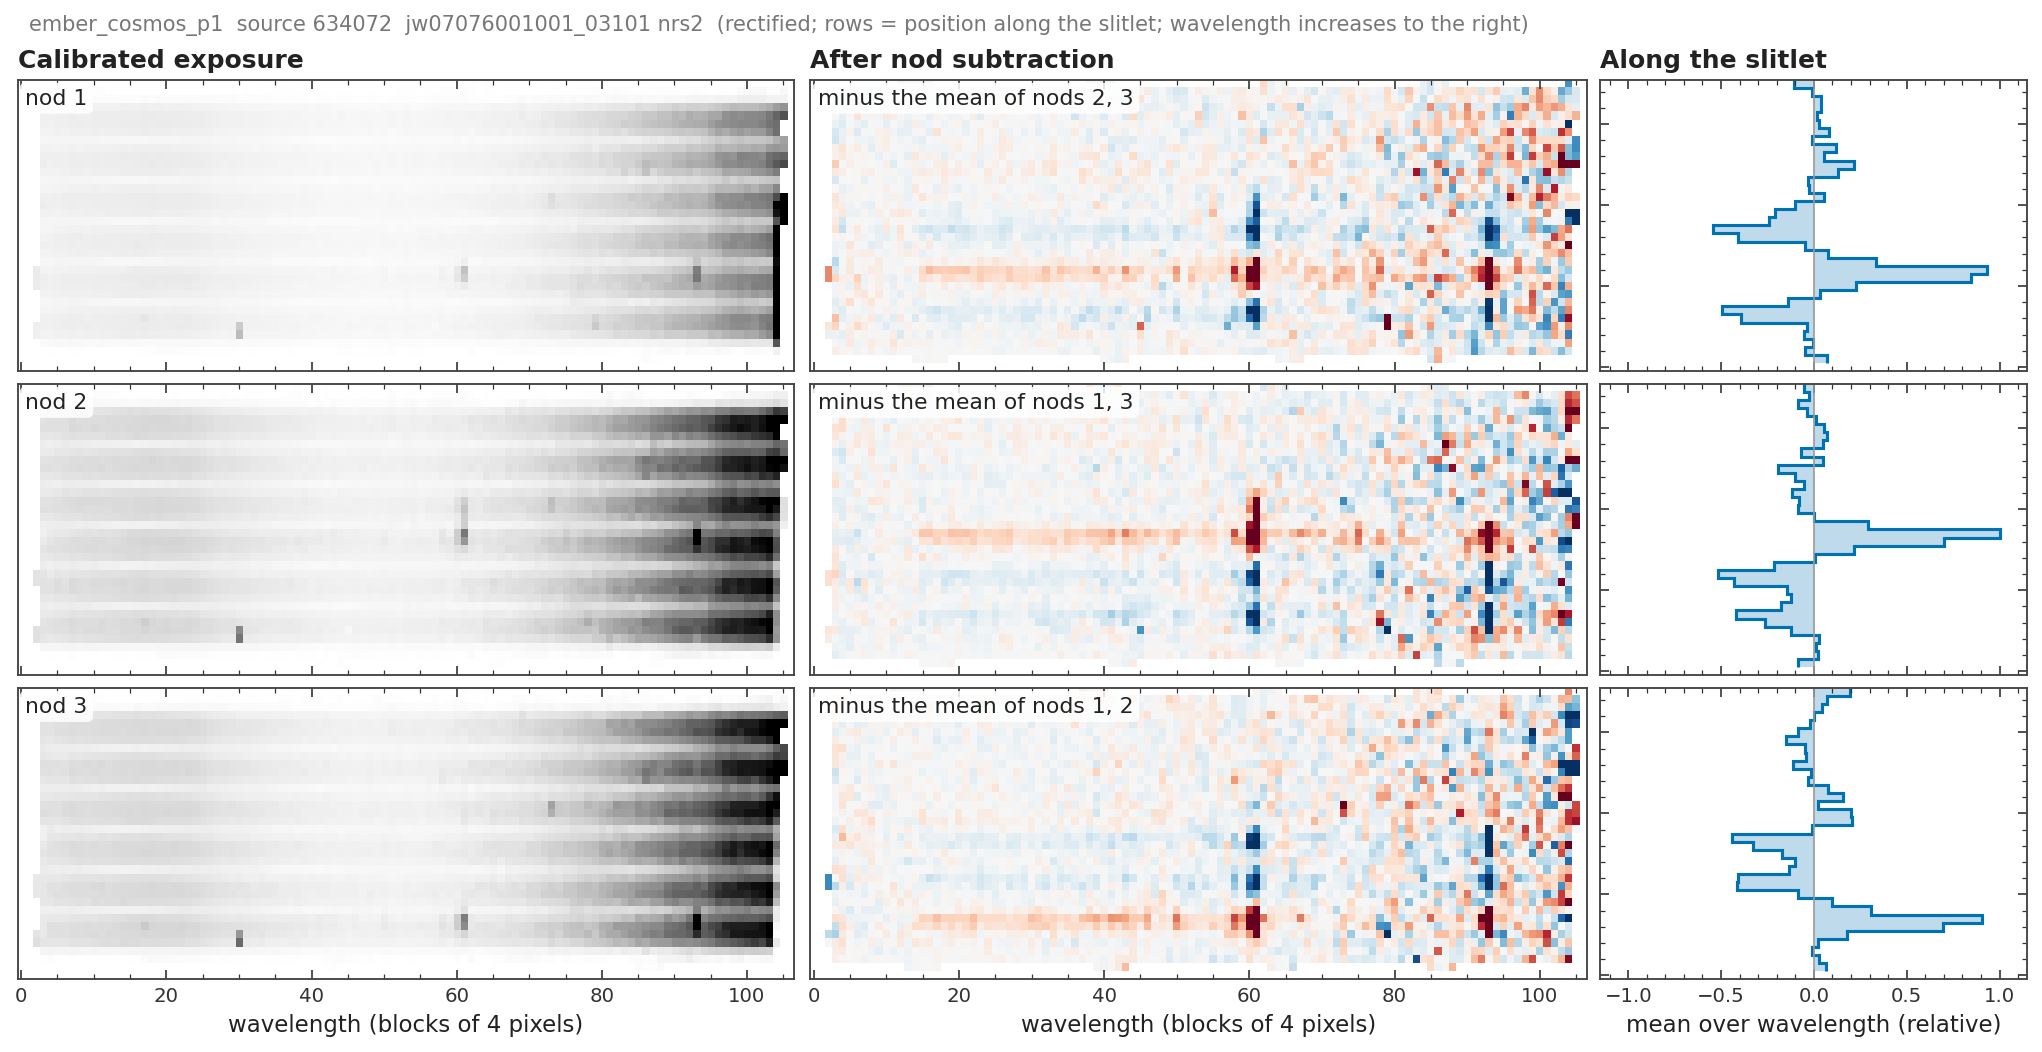 ember_cosmos_p1 source 634072 jw07076001001_03101 nrs2 (rectified; rows = position along the slitlet; wavelength increases to the right)
Calibrated exposure
After nod subtraction
Along the slitlet
nod 1
minus the mean of nods 2, 3
nod 2
minus the mean of nods 1, 3
nod 3
minus the mean of nods 1, 2
0 20 40 60 80 100
0 20 40 60 80 100
−1.0 −0.5 0.0 0.5 1.0
wavelength (blocks of 4 pixels)
wavelength (blocks of 4 pixels)
mean over wavelength (relative)